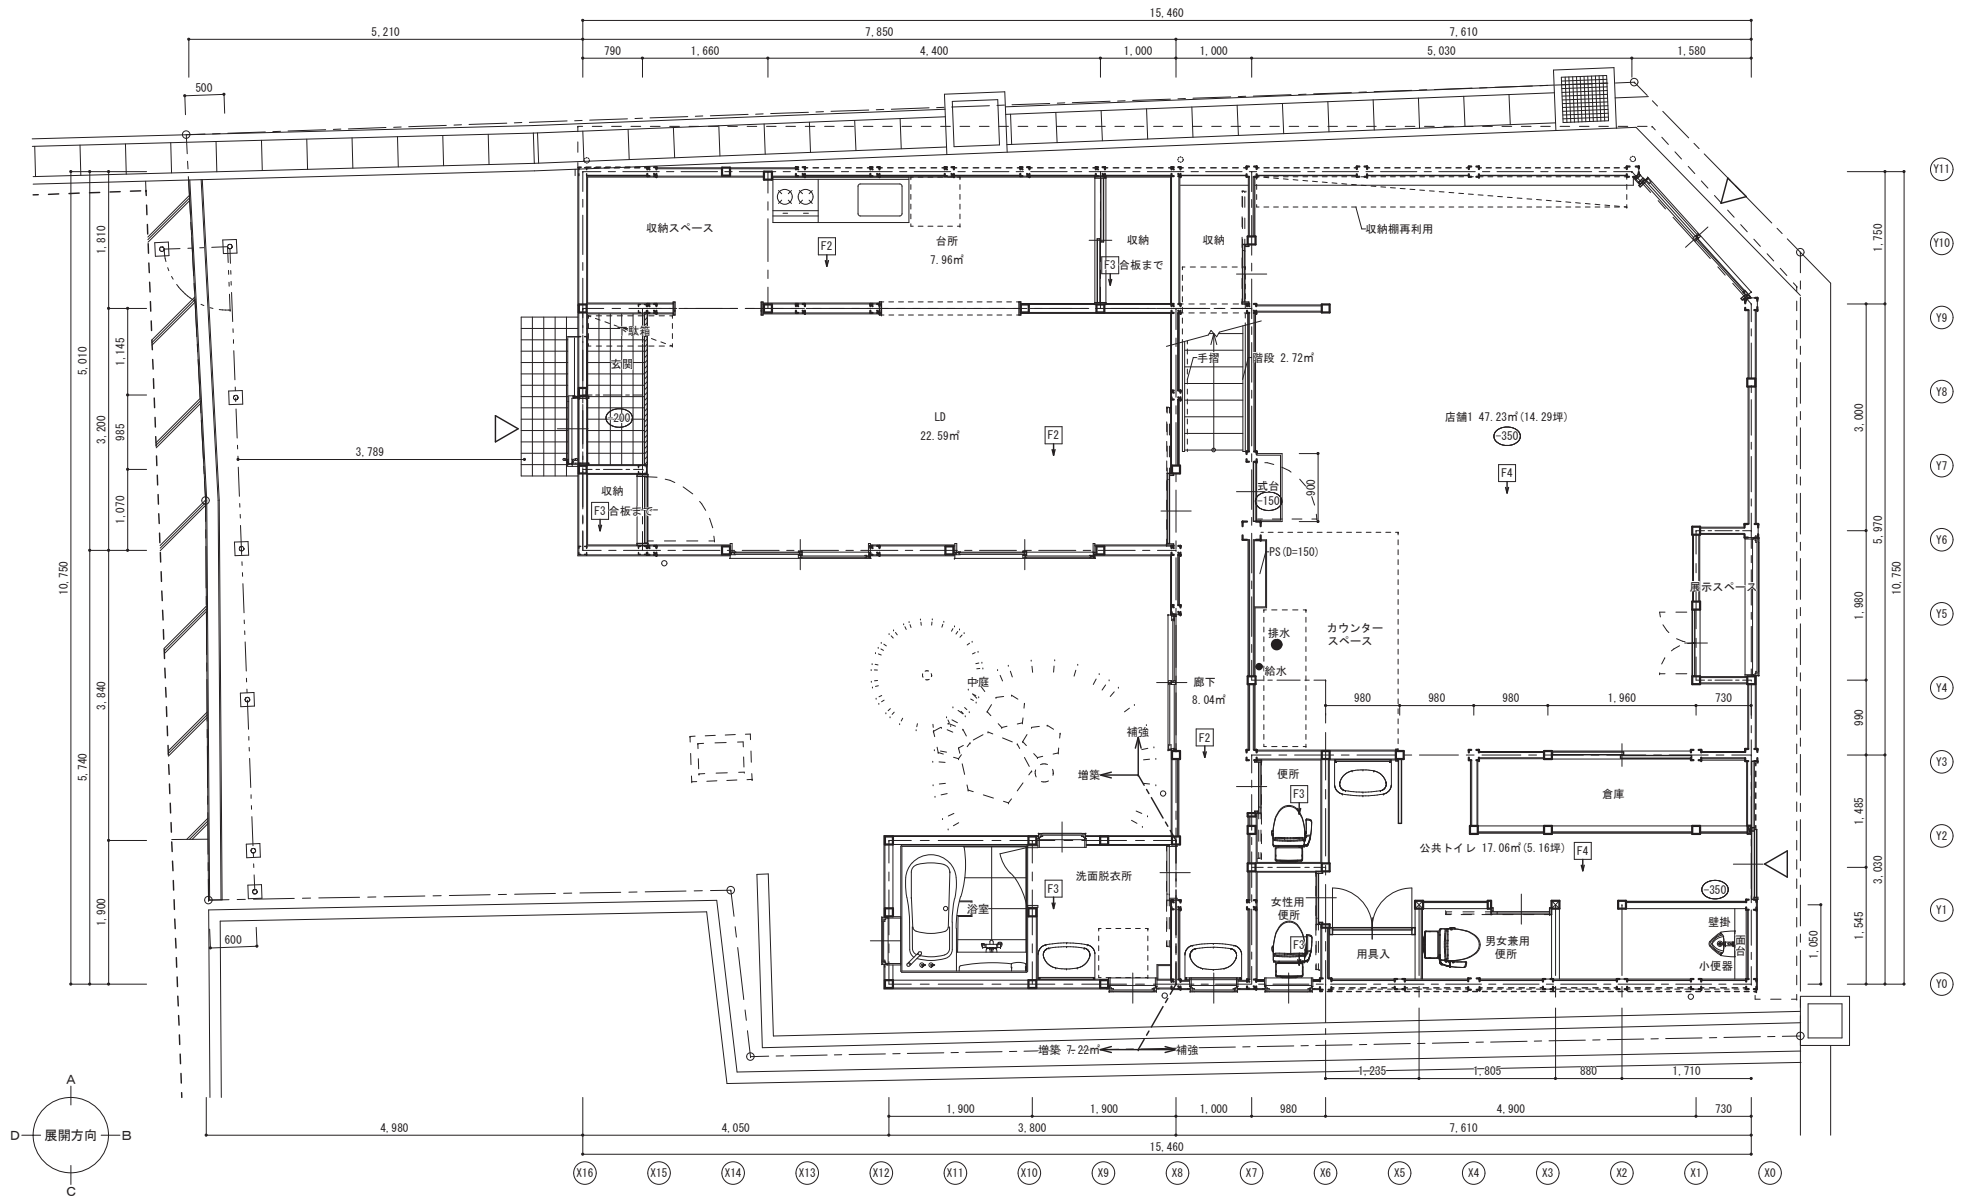 15,460
5,210
7,850
7,610
790
1,660
4,400
1,000
1,000
5,030
1,580
500
Y11
Y10
Y9
Y8
Y7
Y6
Y5
Y4
Y3
Y2
Y1
Y0
収納スペース
台所
7.96㎡
F2
収納
F3
合板まで
収納
収納棚再利用
下駄箱
玄関
-200
手摺
階段 2.72㎡
LD
22.59㎡
F2
店舗1 47.23㎡(14.29坪)
-350
F4
3,789
収納
F3
合板まで
式台
-150
900
PS(D=150)
展示スペース
排水
給水
カウンター
スペース
中庭
廊下
8.04㎡
F2
補強
増築
980
980
980
1,960
730
便所
F3
倉庫
公共トイレ 17.06㎡(5.16坪)
F4
-350
洗面脱衣所
F3
浴室
女性用
便所
F3
用具入
男女兼用
便所
壁掛
小便器
面台
増築 7.22㎡
補強
1,235
1,805
880
1,710
1,810
5,010
1,145
3,200
985
1,070
10,750
3,840
5,740
1,900
600
1,750
3,000
5,970
1,980
10,750
990
1,485
3,030
1,545
1,050
1,900
1,900
1,000
980
4,900
730
4,980
4,050
3,800
7,610
15,460
X16
X15
X14
X13
X12
X11
X10
X9
X8
X7
X6
X5
X4
X3
X2
X1
X0
A
D
展開方向
B
C